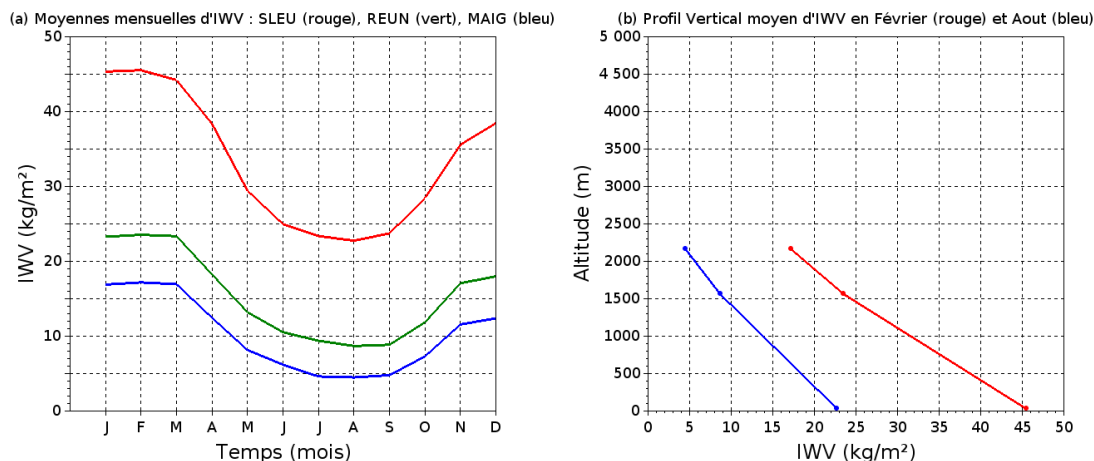 (a) Moyennes mensuelles d'IWV : SLEU (rouge), REUN (vert), MAIG (bleu)
50
40
30
20
10
0
IWV (kg/m²)
J F M A M J J A S O N D
Temps (mois)
(b) Profil Vertical moyen d'IWV en Février (rouge) et Aout (bleu)
5 000
4 500
4000
3500
3000
2500
2000
1500
1000
500
0
Altitude (m)
0 5 10 15 20 25 30 35 40 45 50
IWV (kg/m²)